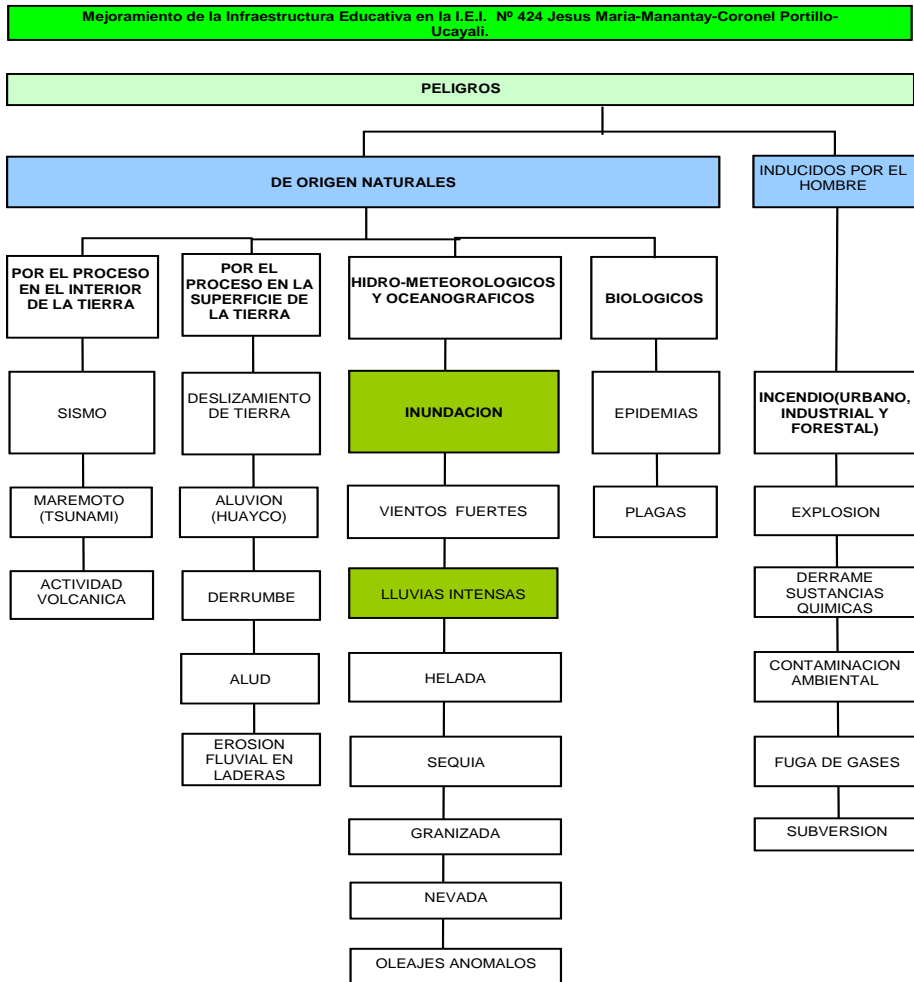 Mejoramiento de la Infraestructura Educativa en la I.E.I. Nº 424 Jesus Maria-Manantay-Coronel Portillo-
Ucayali.
PELIGROS
DE ORIGEN NATURALES
INDUCIDOS POR EL
HOMBRE
POR EL PROCESO
EN EL INTERIOR
DE LA TIERRA
POR EL
PROCESO EN LA
SUPERFICIE DE
LA TIERRA
HIDRO-METEOROLOGICOS
Y OCEANOGRAFICOS
BIOLOGICOS
SISMO
DESLIZAMIENTO
DE TIERRA
INUNDACION
EPIDEMIAS
INCENDIO(URBANO,
INDUSTRIAL Y
FORESTAL)
MAREMOTO
(TSUNAMI)
ALUVION
(HUAYCO)
VIENTOS FUERTES
PLAGAS
EXPLOSION
ACTIVIDAD
VOLCANICA
DERRUMBE
LLUVIAS INTENSAS
DERRAME
SUSTANCIAS
QUIMICAS
ALUD
HELADA
CONTAMINACION
AMBIENTAL
EROSION
FLUVIAL EN
LADERAS
SEQUIA
FUGA DE GASES
GRANIZADA
SUBVERSION
NEVADA
OLEAJES ANOMALOS